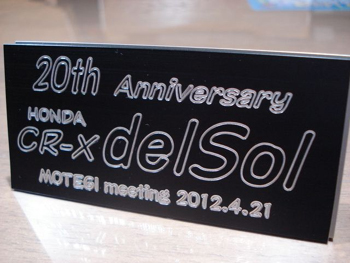 20th Anniversary
HONDA
CR-X delSol
MOTEGI meeting 2012.4.21